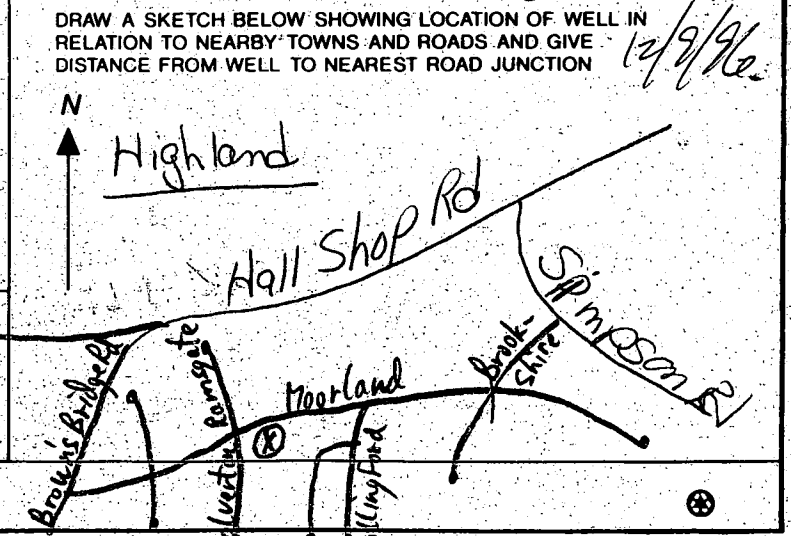 DRAW A SKETCH BELOW SHOWING LOCATION OF WELL IN
RELATION TO NEARBY TOWNS AND ROADS AND GIVE
DISTANCE FROM WELL TO NEAREST ROAD JUNCTION
12/9/96
N
Highland
Hall Shop Rd
Simpson Rd
Brown's Bridge Rd
Ramgate
Moorland
Brook-
shire